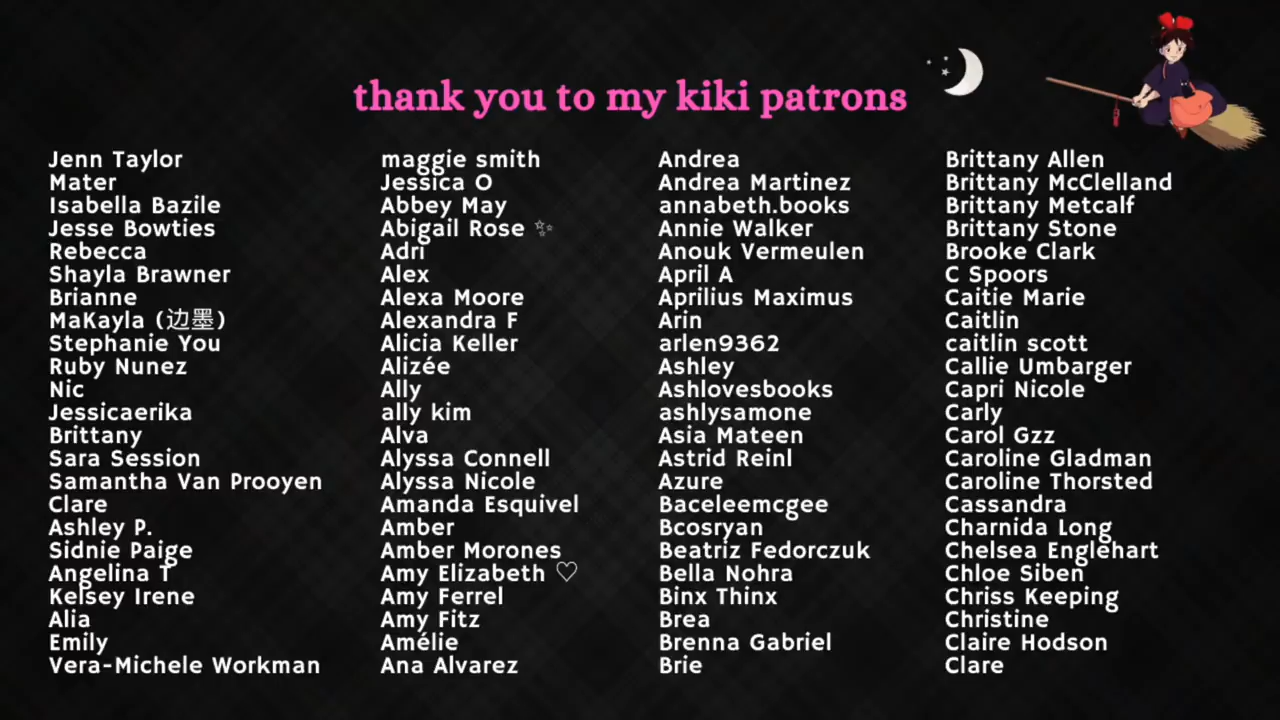 thank you to my kiki patrons
Jenn Taylor
Mater
Isabella Bazile
Jesse Bowties
Rebecca
Shayla Brawner
Brianne
MaKayla (边墨)
Stephanie You
Ruby Nunez
Nic
Jessicaerika
Brittany
Sara Session
Samantha Van Prooyen
Clare
Ashley P.
Sidnie Paige
Angelina T
Kelsey Irene
Alia
Emily
Vera-Michele Workman
maggie smith
Jessica O
Abbey May
Abigail Rose ✨
Adri
Alex
Alexa Moore
Alexandra F
Alicia Keller
Alizée
Ally
ally kim
Alva
Alyssa Connell
Alyssa Nicole
Amanda Esquivel
Amber
Amber Morones
Amy Elizabeth ♡
Amy Ferrel
Amy Fitz
Amélie
Ana Alvarez
Andrea
Andrea Martinez
annabeth.books
Annie Walker
Anouk Vermeulen
April A
Aprilius Maximus
Arin
arlen9362
Ashley
Ashlovesbooks
ashlysamone
Asia Mateen
Astrid Reinl
Azure
Baceleemcgee
Bcosryan
Beatriz Fedorczuk
Bella Nohra
Binx Thinx
Brea
Brenna Gabriel
Brie
Brittany Allen
Brittany McClelland
Brittany Metcalf
Brittany Stone
Brooke Clark
C Spoors
Caitie Marie
Caitlin
caitlin scott
Callie Umbarger
Capri Nicole
Carly
Carol Gzz
Caroline Gladman
Caroline Thorsted
Cassandra
Charnida Long
Chelsea Englehart
Chloe Siben
Chriss Keeping
Christine
Claire Hodson
Clare